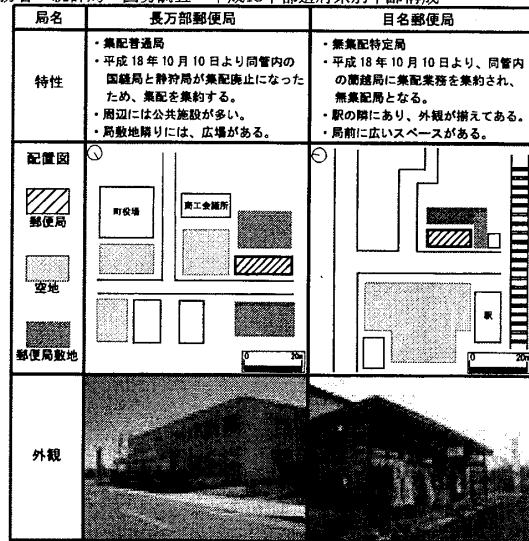 局名
長万部郵便局
目名郵便局
特性
・集配普通局
・平成18年10月10日より同管内の
国縫局と静狩局が集配廃止になった
ため、集配を集約する。
・周辺には公共施設が多い。
・局敷地隣りには、広場がある。
・無集配特定局
・平成18年10月10日より、同管内
の蘭越局に集配業務を集約され、
無集配局となる。
・駅の隣にあり、外観が揃えてある。
・局前に広いスペースがある。
配置図
郵便局
空地
郵便局敷地
町役場
商工会議所
0 20m
駅
0 20m
外観